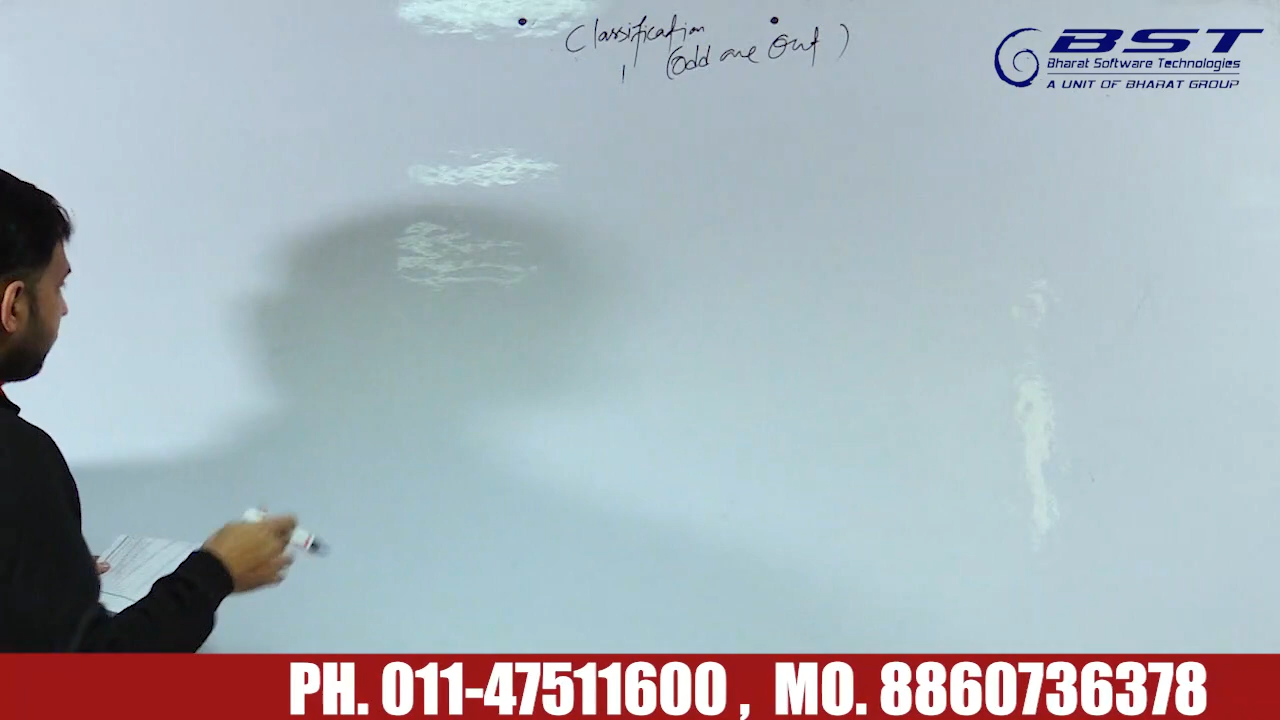 Classification
(Odd one Out)
BST
Bharat Software Technologies
A UNIT OF BHARAT GROUP
PH. 011-47511600 , MO. 8860736378